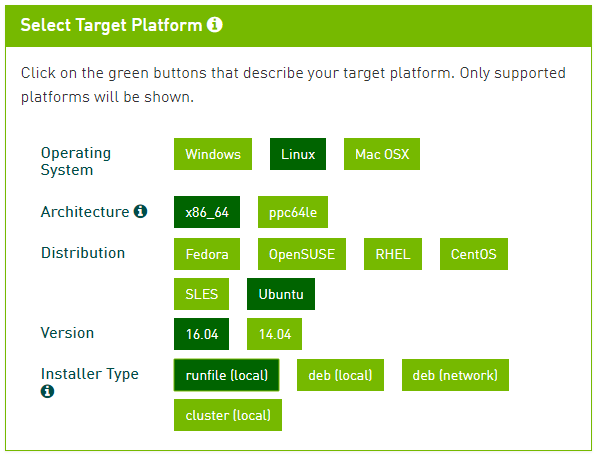 Select Target Platform
Click on the green buttons that describe your target platform. Only supported
platforms will be shown.
Operating
System
Windows
Linux
Mac OSX
Architecture
x86_64
ppc64le
Distribution
Fedora
OpenSUSE
RHEL
CentOS
SLES
Ubuntu
Version
16.04
14.04
Installer Type
runfile (local)
deb (local)
deb (network)
cluster (local)